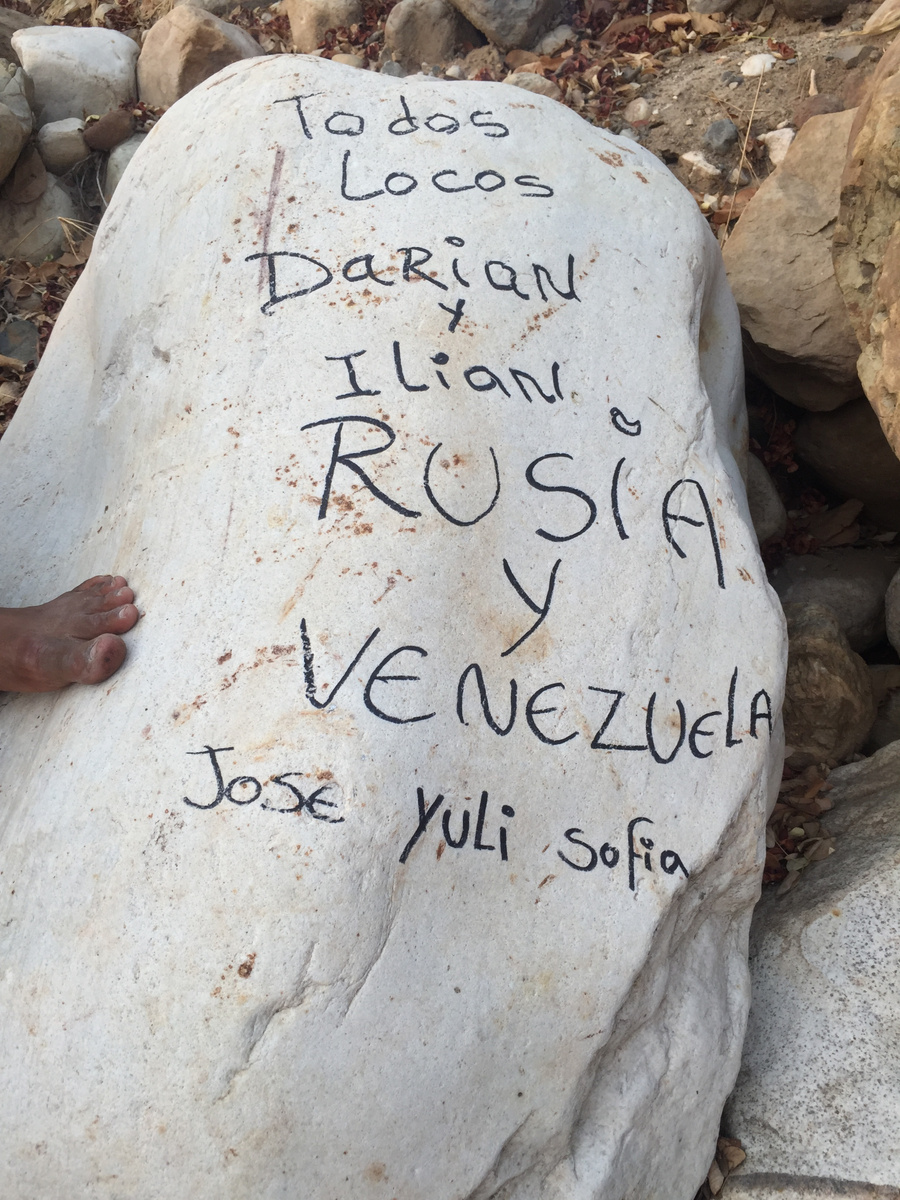 Todos
Locos
DaRiaN
y
ILiaN
RUSiA
y
VENEZUELA
JOSE YULi Sofia